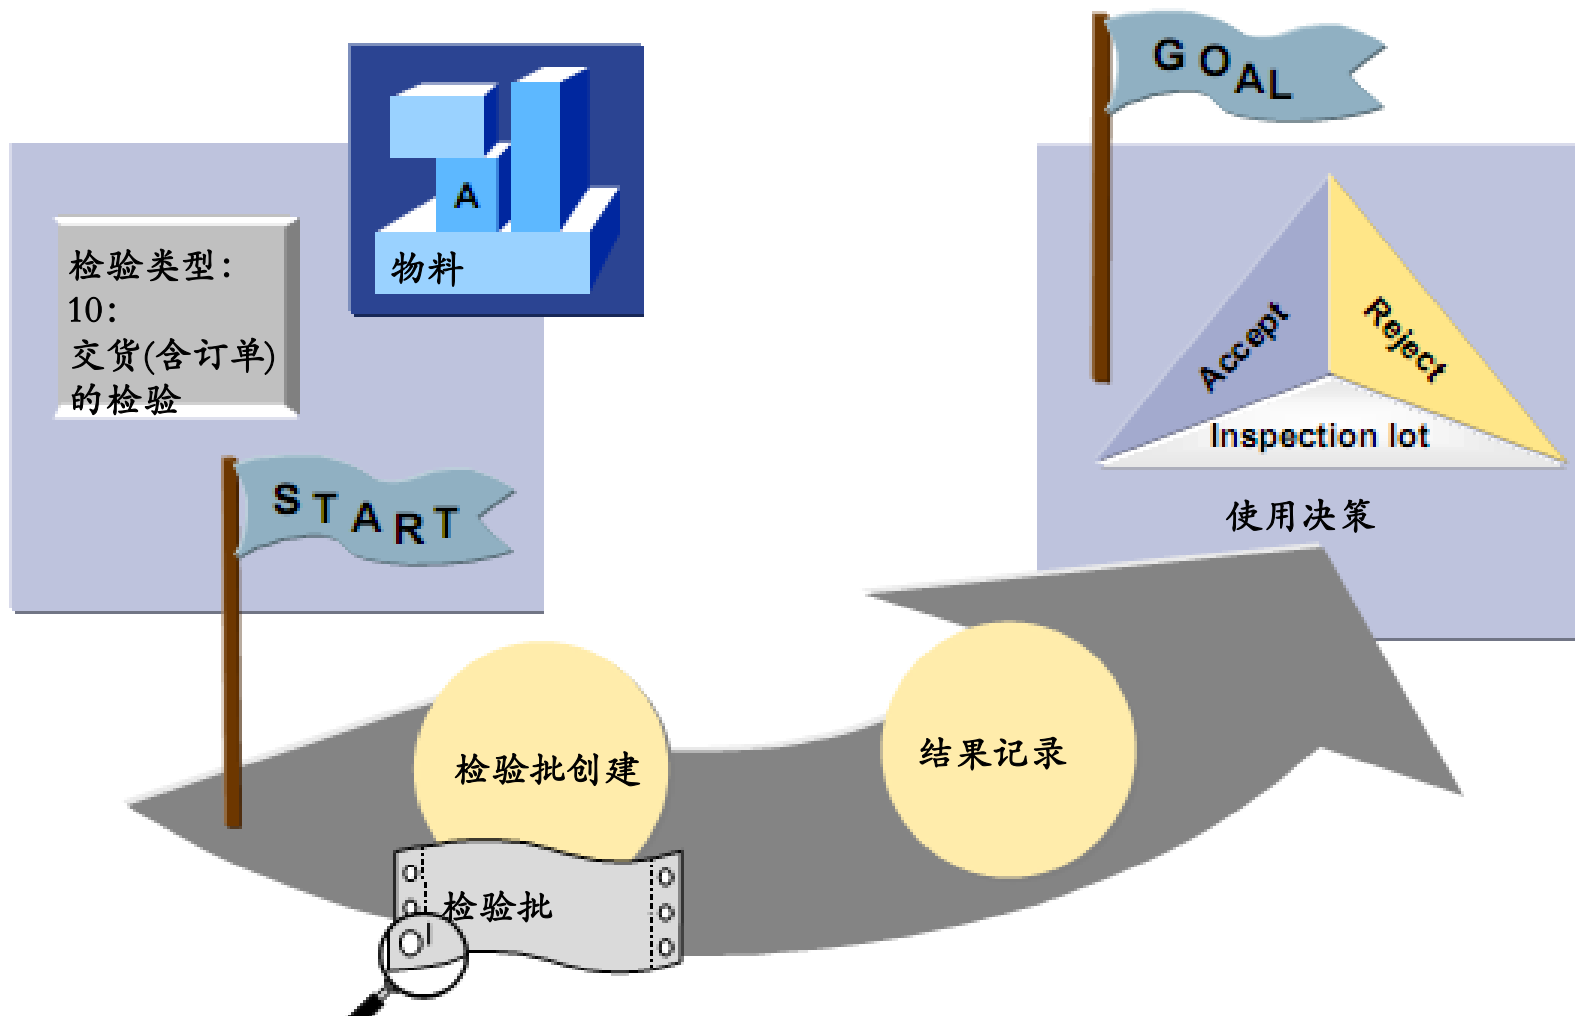 GOAL
A
物料
检验类型：
10：
交货(含订单)
的检验
Accept
Reject
Inspection lot
使用决策
START
检验批创建
结果记录
检验批